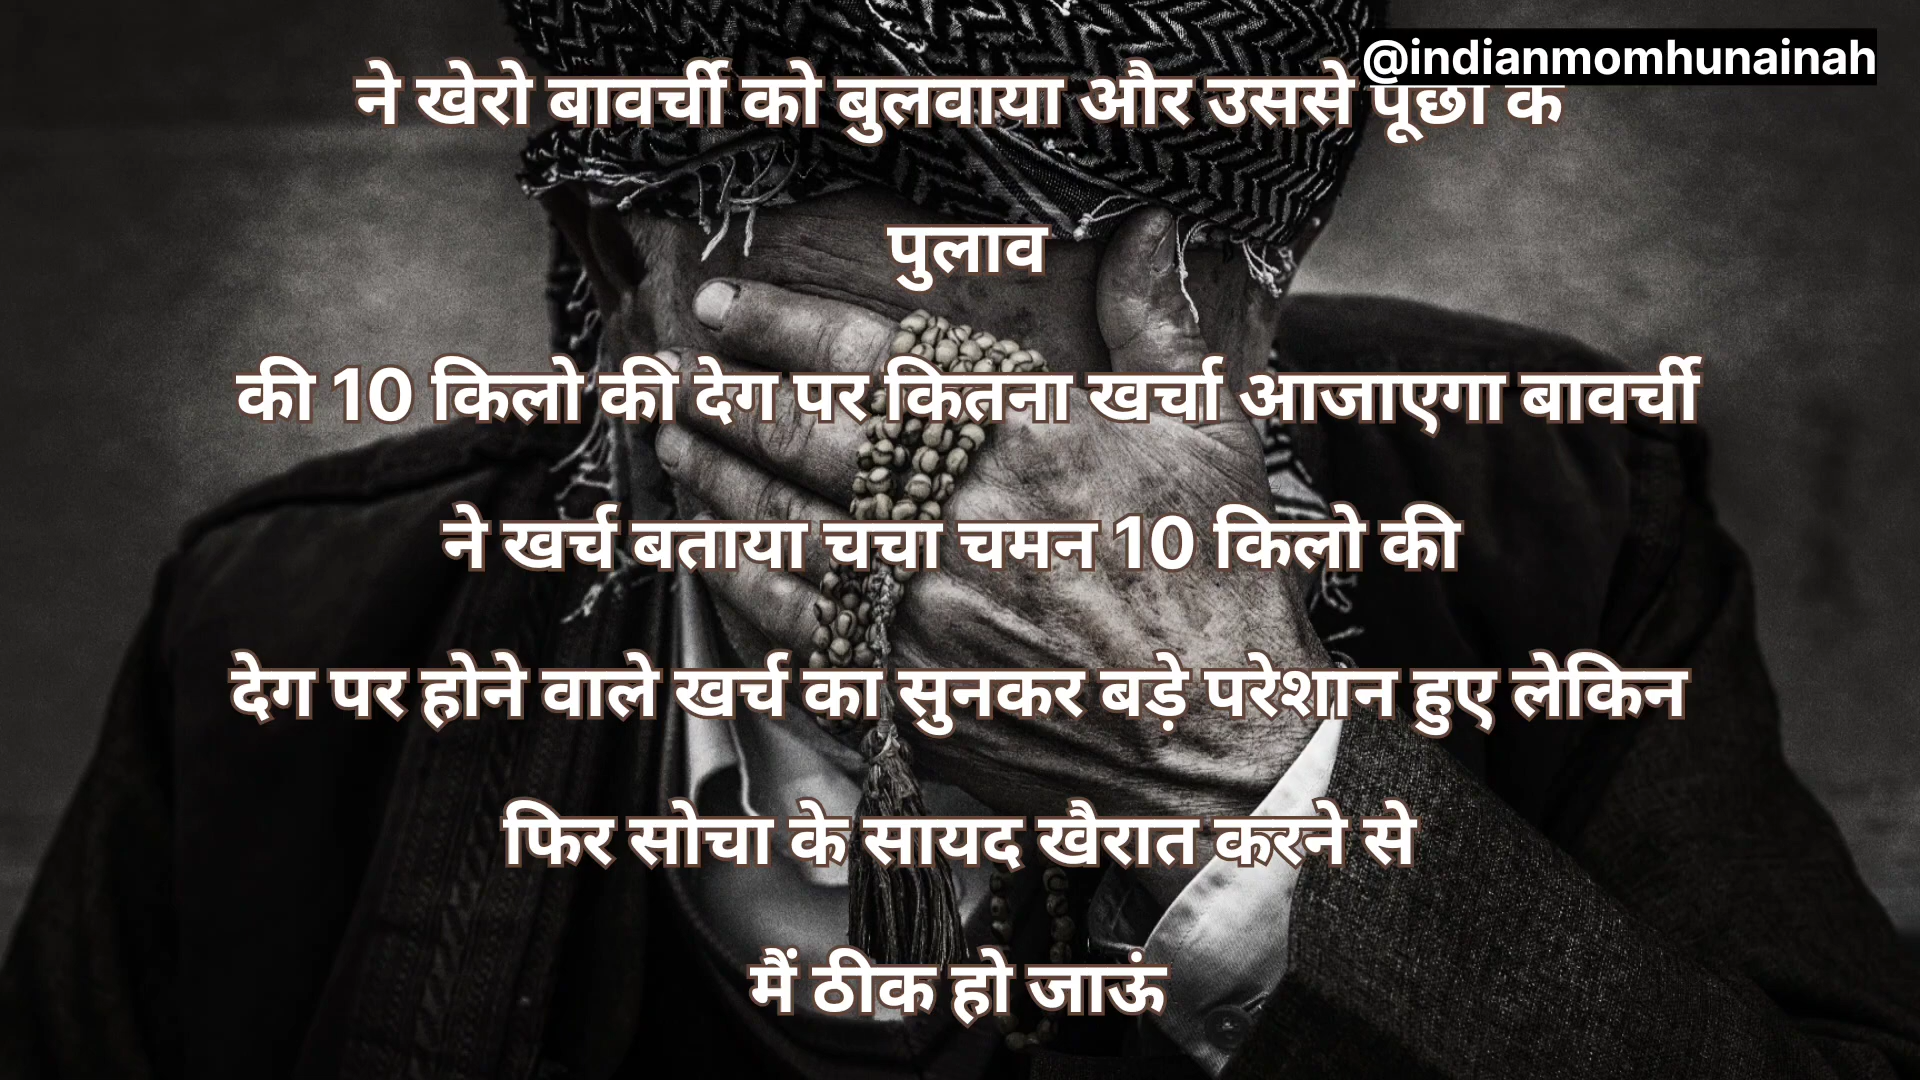 @indianmomhunainah
ने खेरो बावर्ची को बुलवाया और उससे पूंछा के
पुलाव
की 10 किलो की देग पर कितना खर्चा आजाएगा बावर्ची
ने खर्च बताया चचा चमन 10 किलो की
देग पर होने वाले खर्च का सुनकर बड़े परेशान हुए लेकिन
फिर सोचा के सायद खैरात करने से
मैं ठीक हो जाऊं